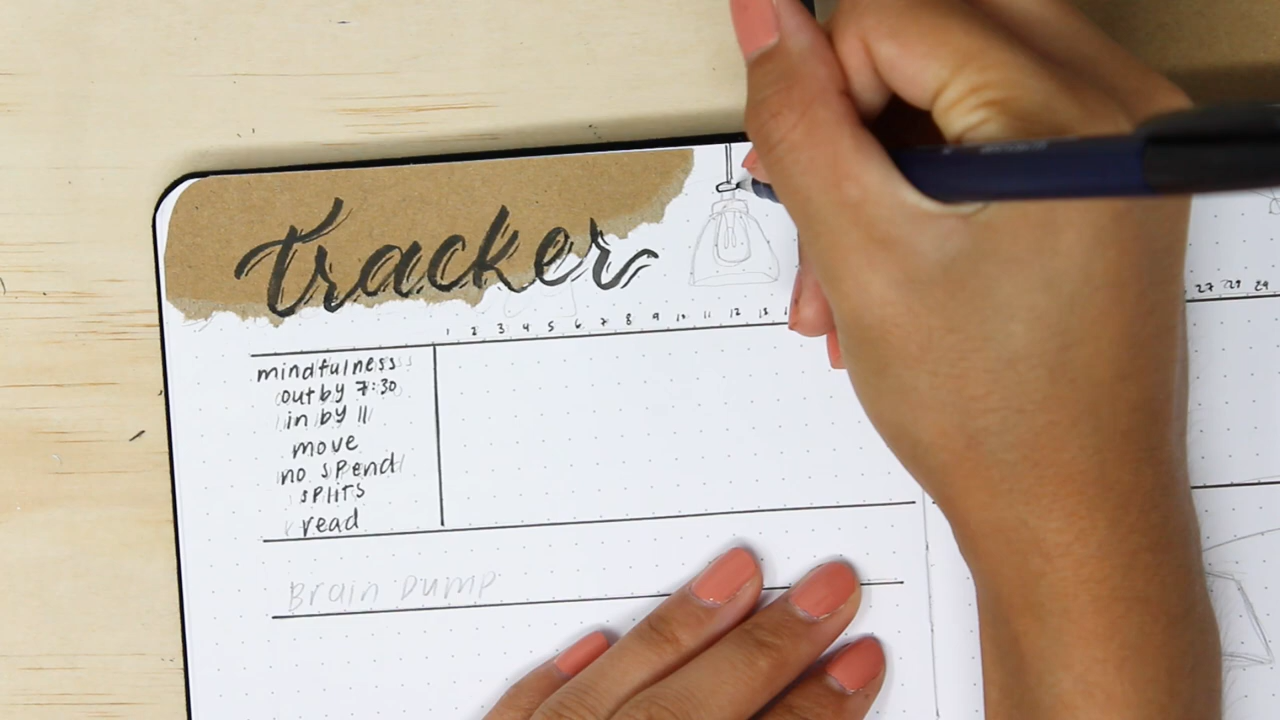 tracker
1 2 3 4 5 6 7 8 9 10 11 12 13 27 28 29
mindfulness
out by 7:30
in by 11
move
no spend
splits
read
Brain Dump